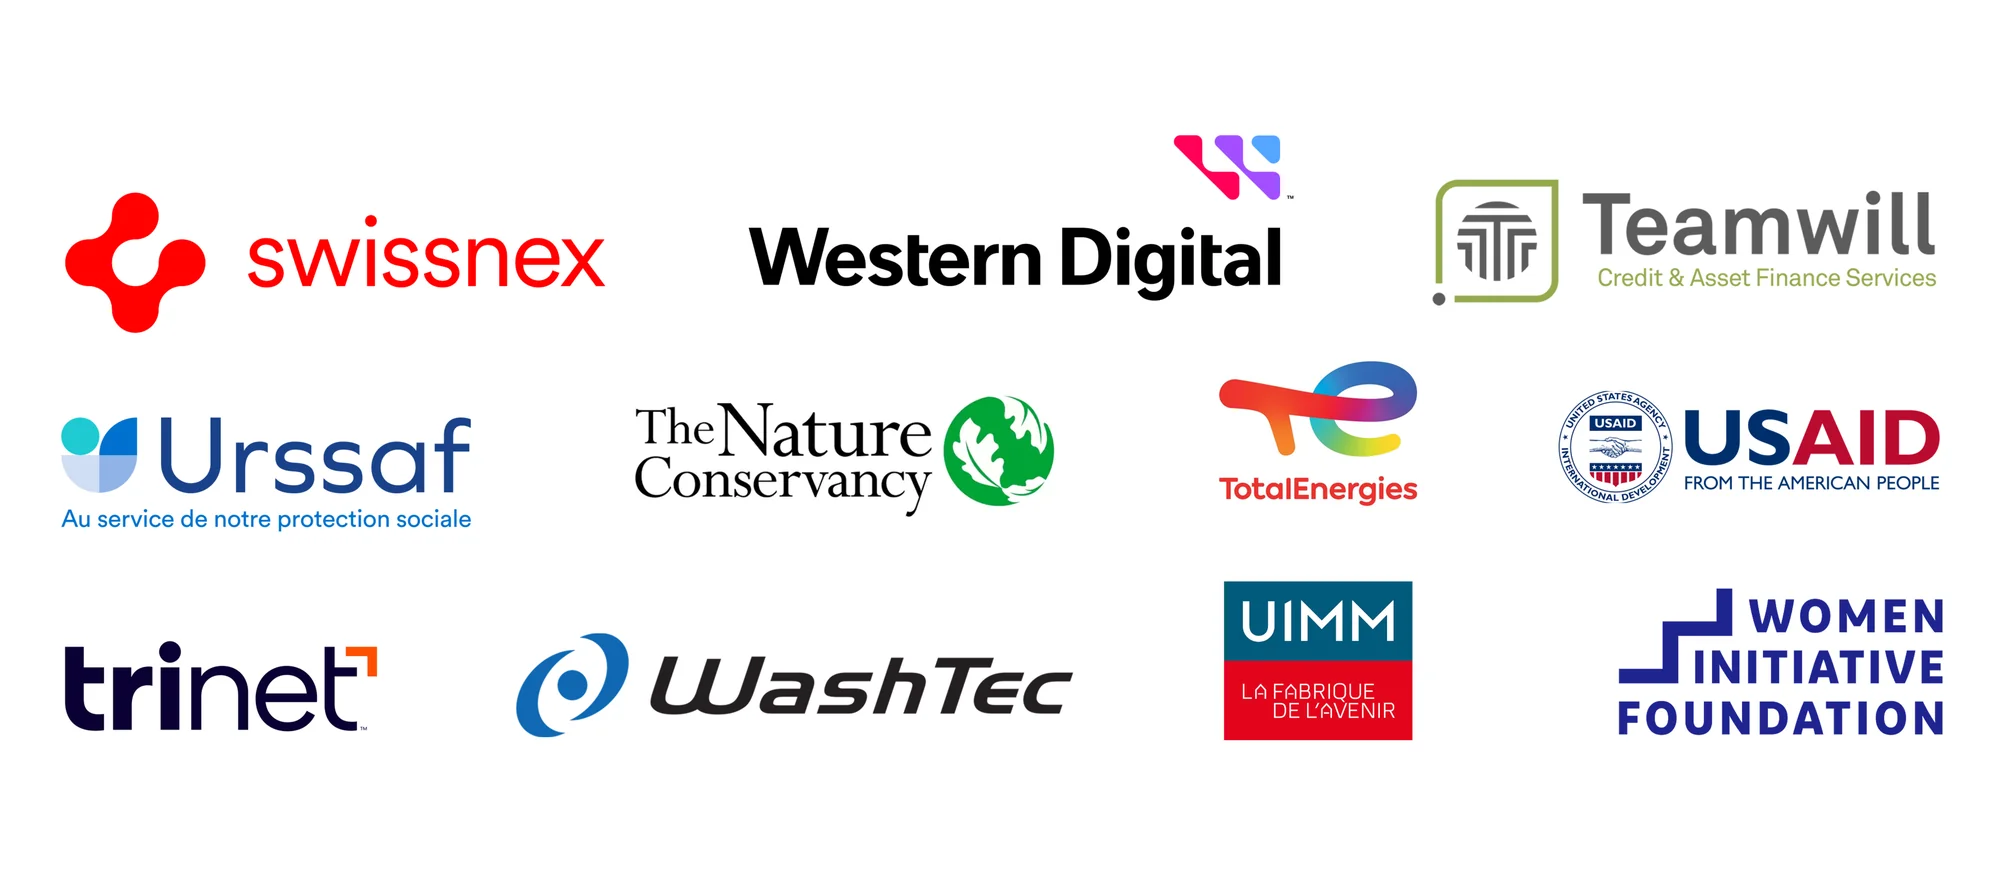 swissnex
Western Digital
™
Teamwill
Credit & Asset Finance Services
Urssaf
Au service de notre protection sociale
The Nature
Conservancy
TotalEnergies
UNITED STATES AGENCY
INTERNATIONAL DEVELOPMENT
USAID
USAID
FROM THE AMERICAN PEOPLE
trinet
™
WashTec
UIMM
LA FABRIQUE
DE L'AVENIR
WOMEN
INITIATIVE
FOUNDATION